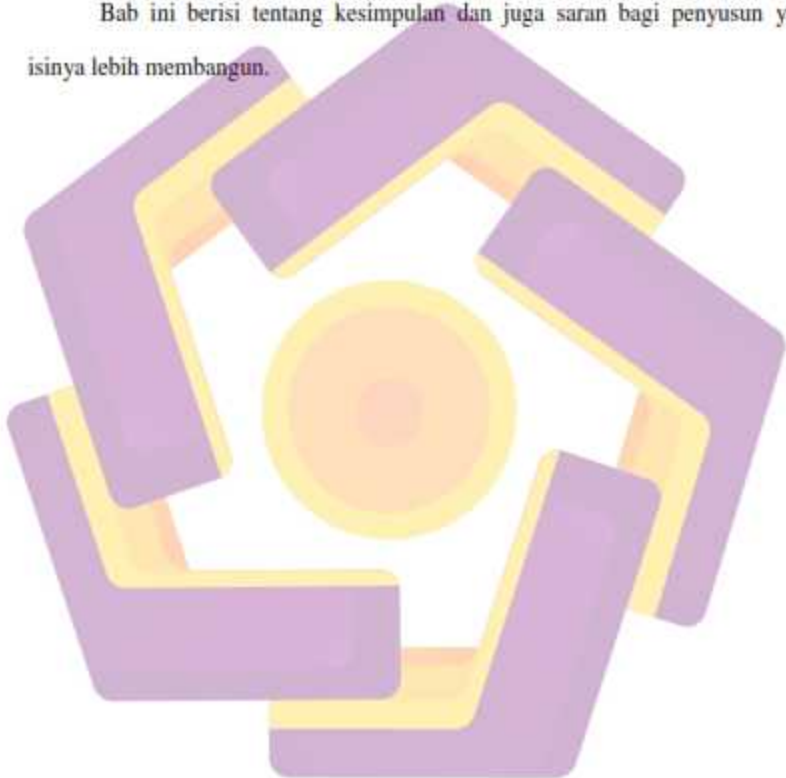 Bab ini berisi tentang kesimpulan dan juga saran bagi penyusun
isinya lebih membangun.